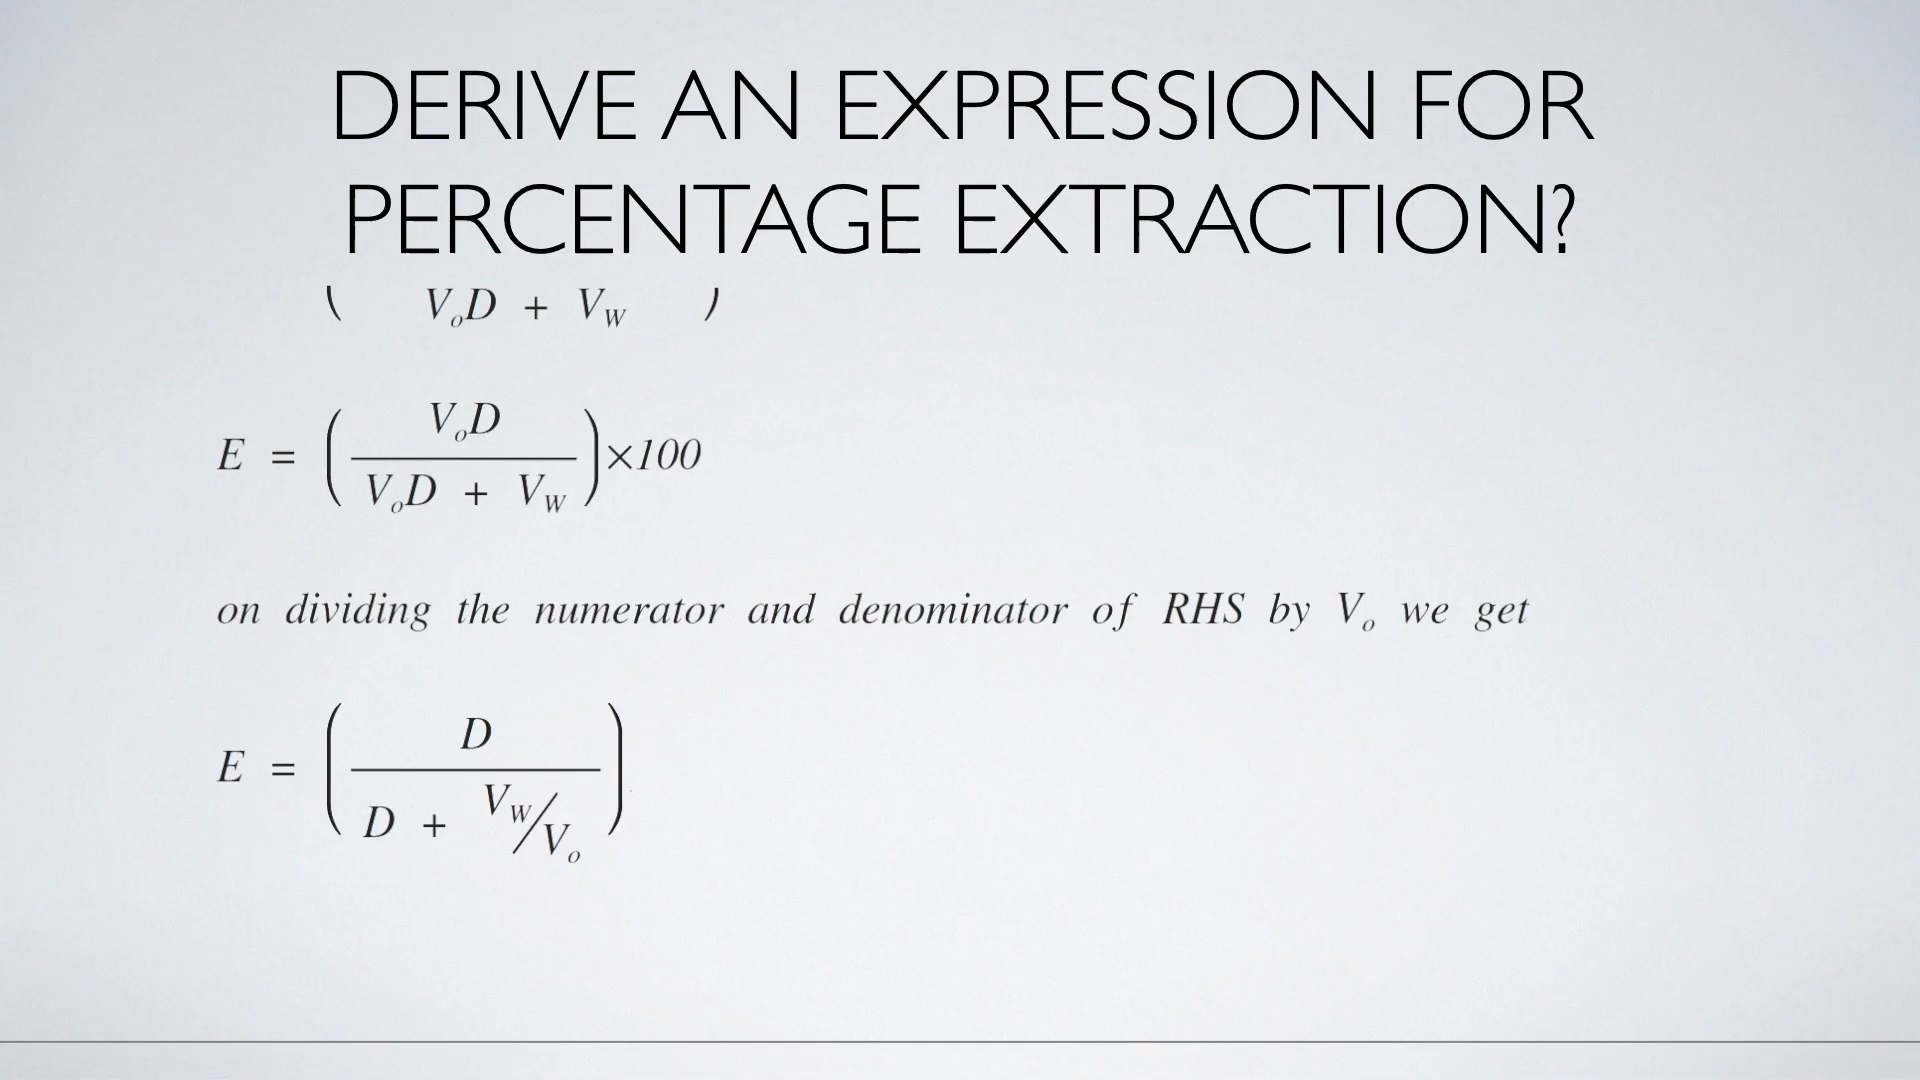 DERIVE AN EXPRESSION FOR
PERCENTAGE EXTRACTION?
( VₒD + V_W )
E = ( VₒD / VₒD + V_W ) ×100
on dividing the numerator and denominator of RHS by Vₒ we get
E = ( D / D + V_W/Vₒ )